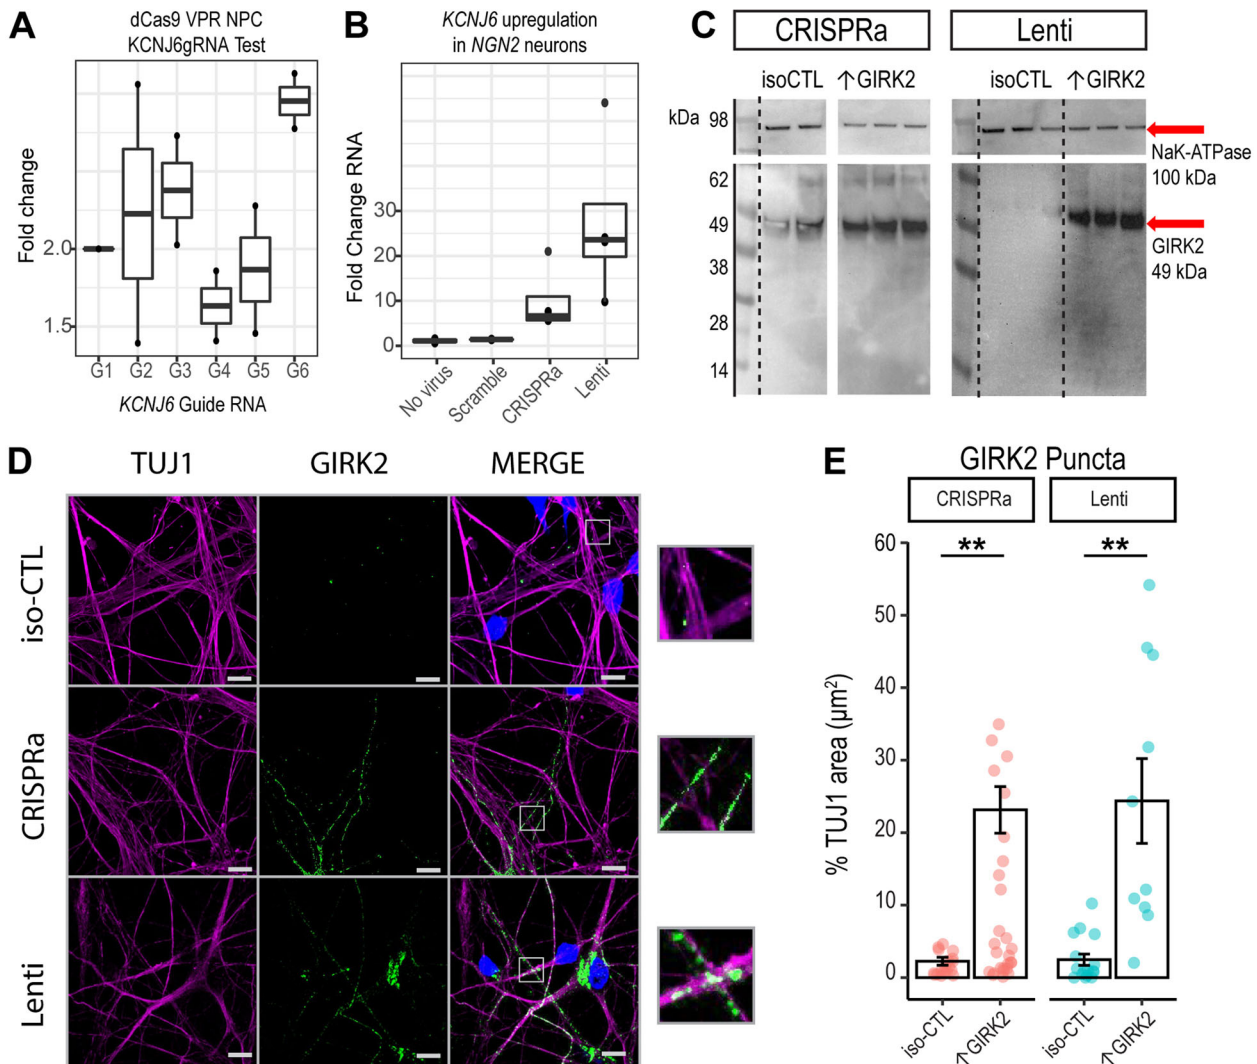 A
dCas9 VPR NPC
KCNJ6gRNA Test
Fold change
2.0
1.5
G1 G2 G3 G4 G5 G6
KCNJ6 Guide RNA
B
KCNJ6 upregulation
in NGN2 neurons
Fold Change RNA
30
20
10
0
No virus
Scramble
CRISPRa
Lenti
C
CRISPRa
Lenti
isoCTL ↑GIRK2
isoCTL ↑GIRK2
kDa 98
62
49
38
28
14
NaK-ATPase
100 kDa
GIRK2
49 kDa
D
TUJ1 GIRK2 MERGE
iso-CTL
CRISPRa
Lenti
E
GIRK2 Puncta
CRISPRa
Lenti
% TUJ1 area (µm²)
60
50
40
30
20
10
0
** **
iso-CTL
↑GIRK2
iso-CTL
↑GIRK2